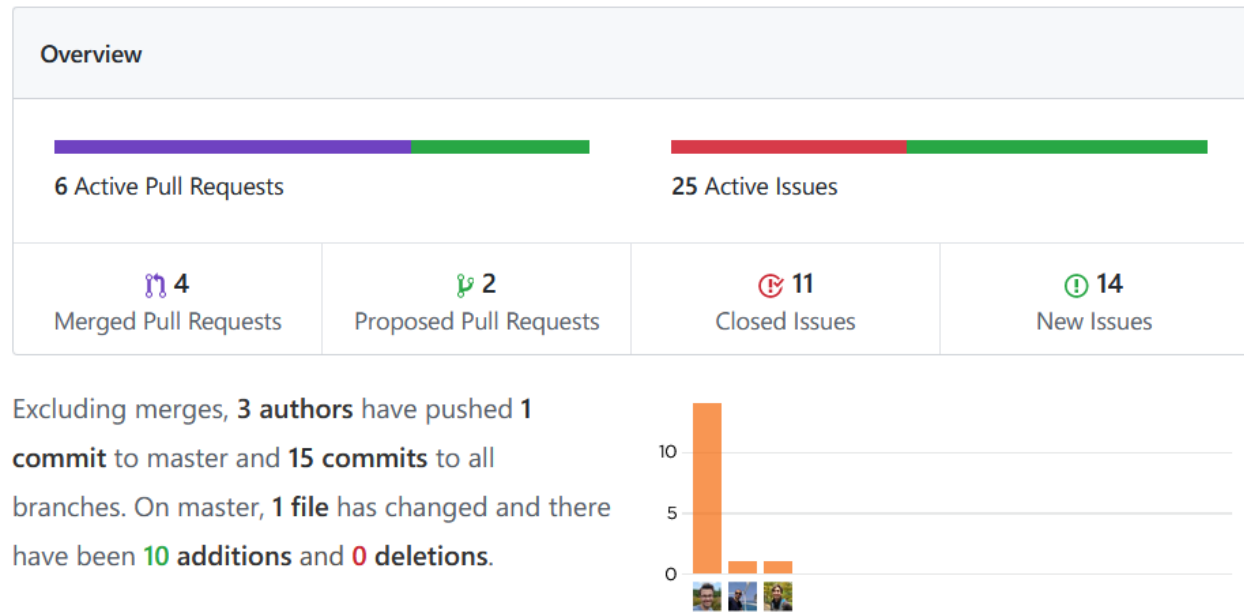 Overview
6 Active Pull Requests
25 Active Issues
4
Merged Pull Requests
2
Proposed Pull Requests
11
Closed Issues
14
New Issues
Excluding merges, 3 authors have pushed 1
commit to master and 15 commits to all
branches. On master, 1 file has changed and there
have been 10 additions and 0 deletions.
10
5
0